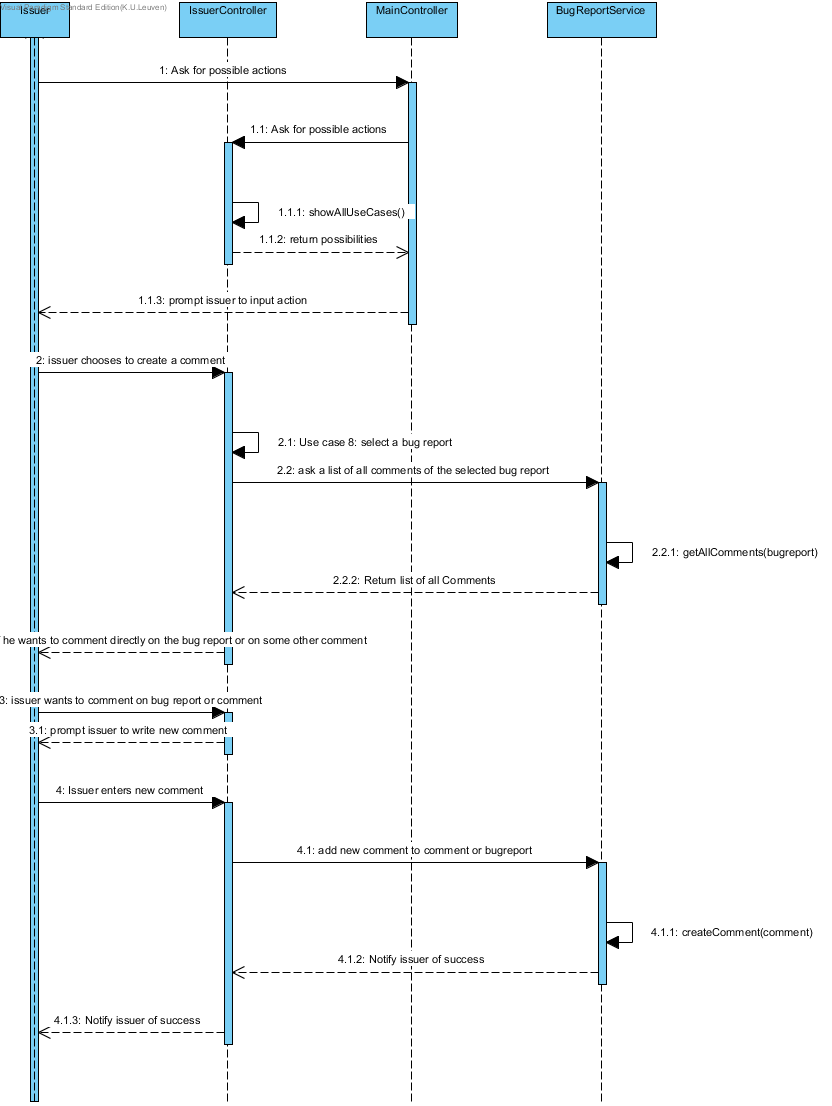 Visual Paradigm Standard Edition(K.U.Leuven)
Issuer
IssuerController
MainController
BugReportService
1: Ask for possible actions
1.1: Ask for possible actions
1.1.1: showAllUseCases()
1.1.2: return possibilities
1.1.3: prompt issuer to input action
2: issuer chooses to create a comment
2.1: Use case 8: select a bug report
2.2: ask a list of all comments of the selected bug report
2.2.1: getAllComments(bugreport)
2.2.2: Return list of all Comments
he wants to comment directly on the bug report or on some other comment
3: issuer wants to comment on bug report or comment
3.1: prompt issuer to write new comment
4: Issuer enters new comment
4.1: add new comment to comment or bugreport
4.1.1: createComment(comment)
4.1.2: Notify issuer of success
4.1.3: Notify issuer of success